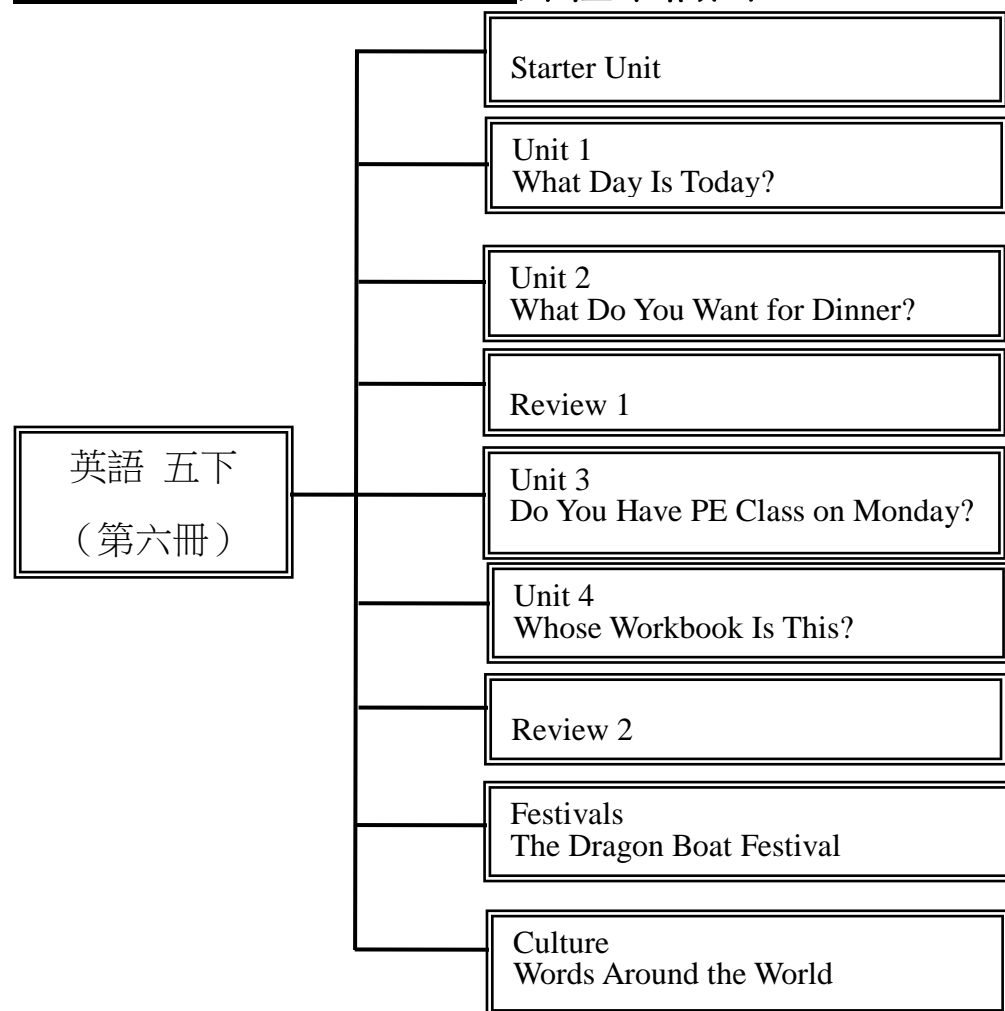 Starter Unit
Unit 1
What Day Is Today?
Unit 2
What Do You Want for Dinner?
Review 1
英語 五下
（第六冊）
Unit 3
Do You Have PE Class on Monday?
Unit 4
Whose Workbook Is This?
Review 2
Festivals
The Dragon Boat Festival
Culture
Words Around the World